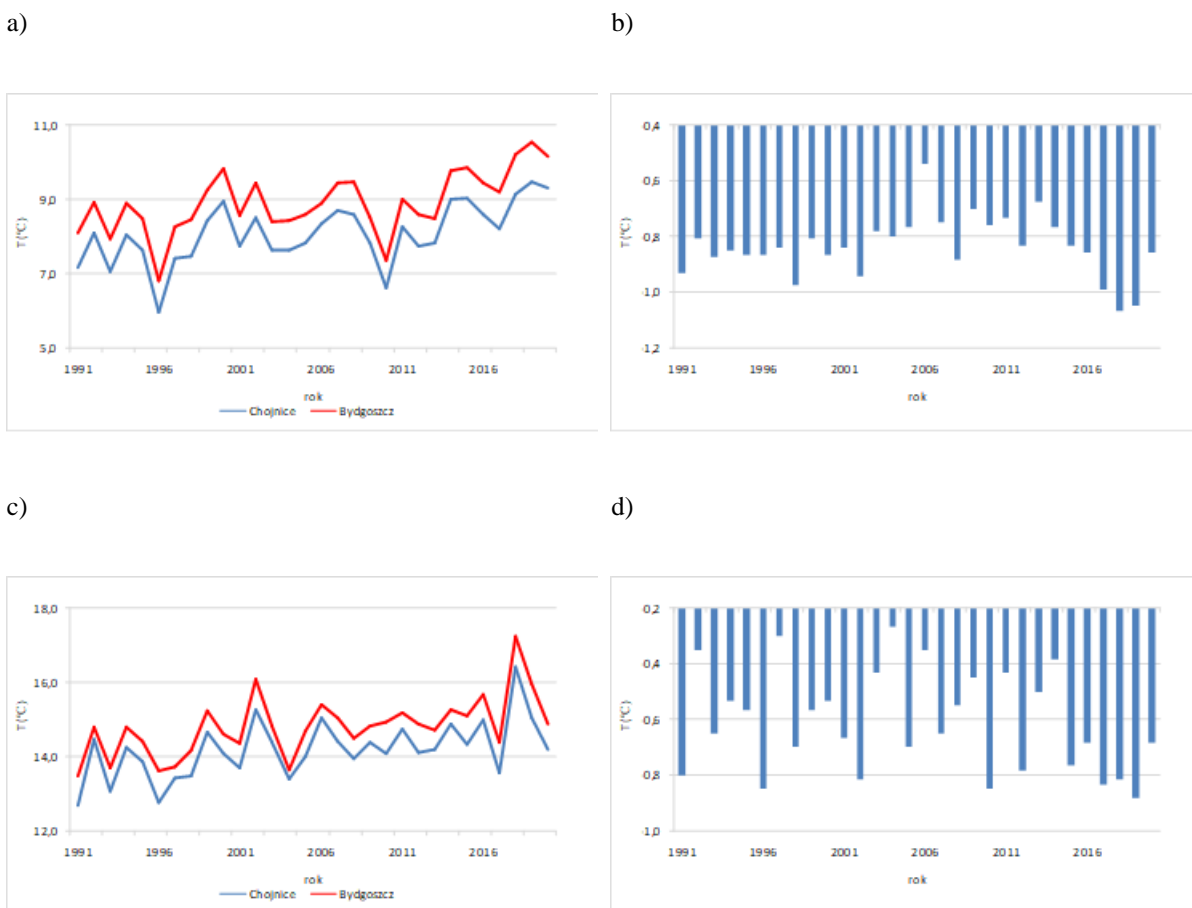 a)
b)
11,0
9,0
7,0
5,0
T (°C)
1991 1996 2001 2006 2011 2016
rok
Chojnice Bydgoszcz
-0,4
-0,6
-0,8
-1,0
-1,2
T (°C)
1991 1996 2001 2006 2011 2016
rok
c)
d)
18,0
16,0
14,0
12,0
T (°C)
1991 1996 2001 2006 2011 2016
rok
Chojnice Bydgoszcz
-0,2
-0,4
-0,6
-0,8
-1,0
T (°C)
1991 1996 2001 2006 2011 2016
rok